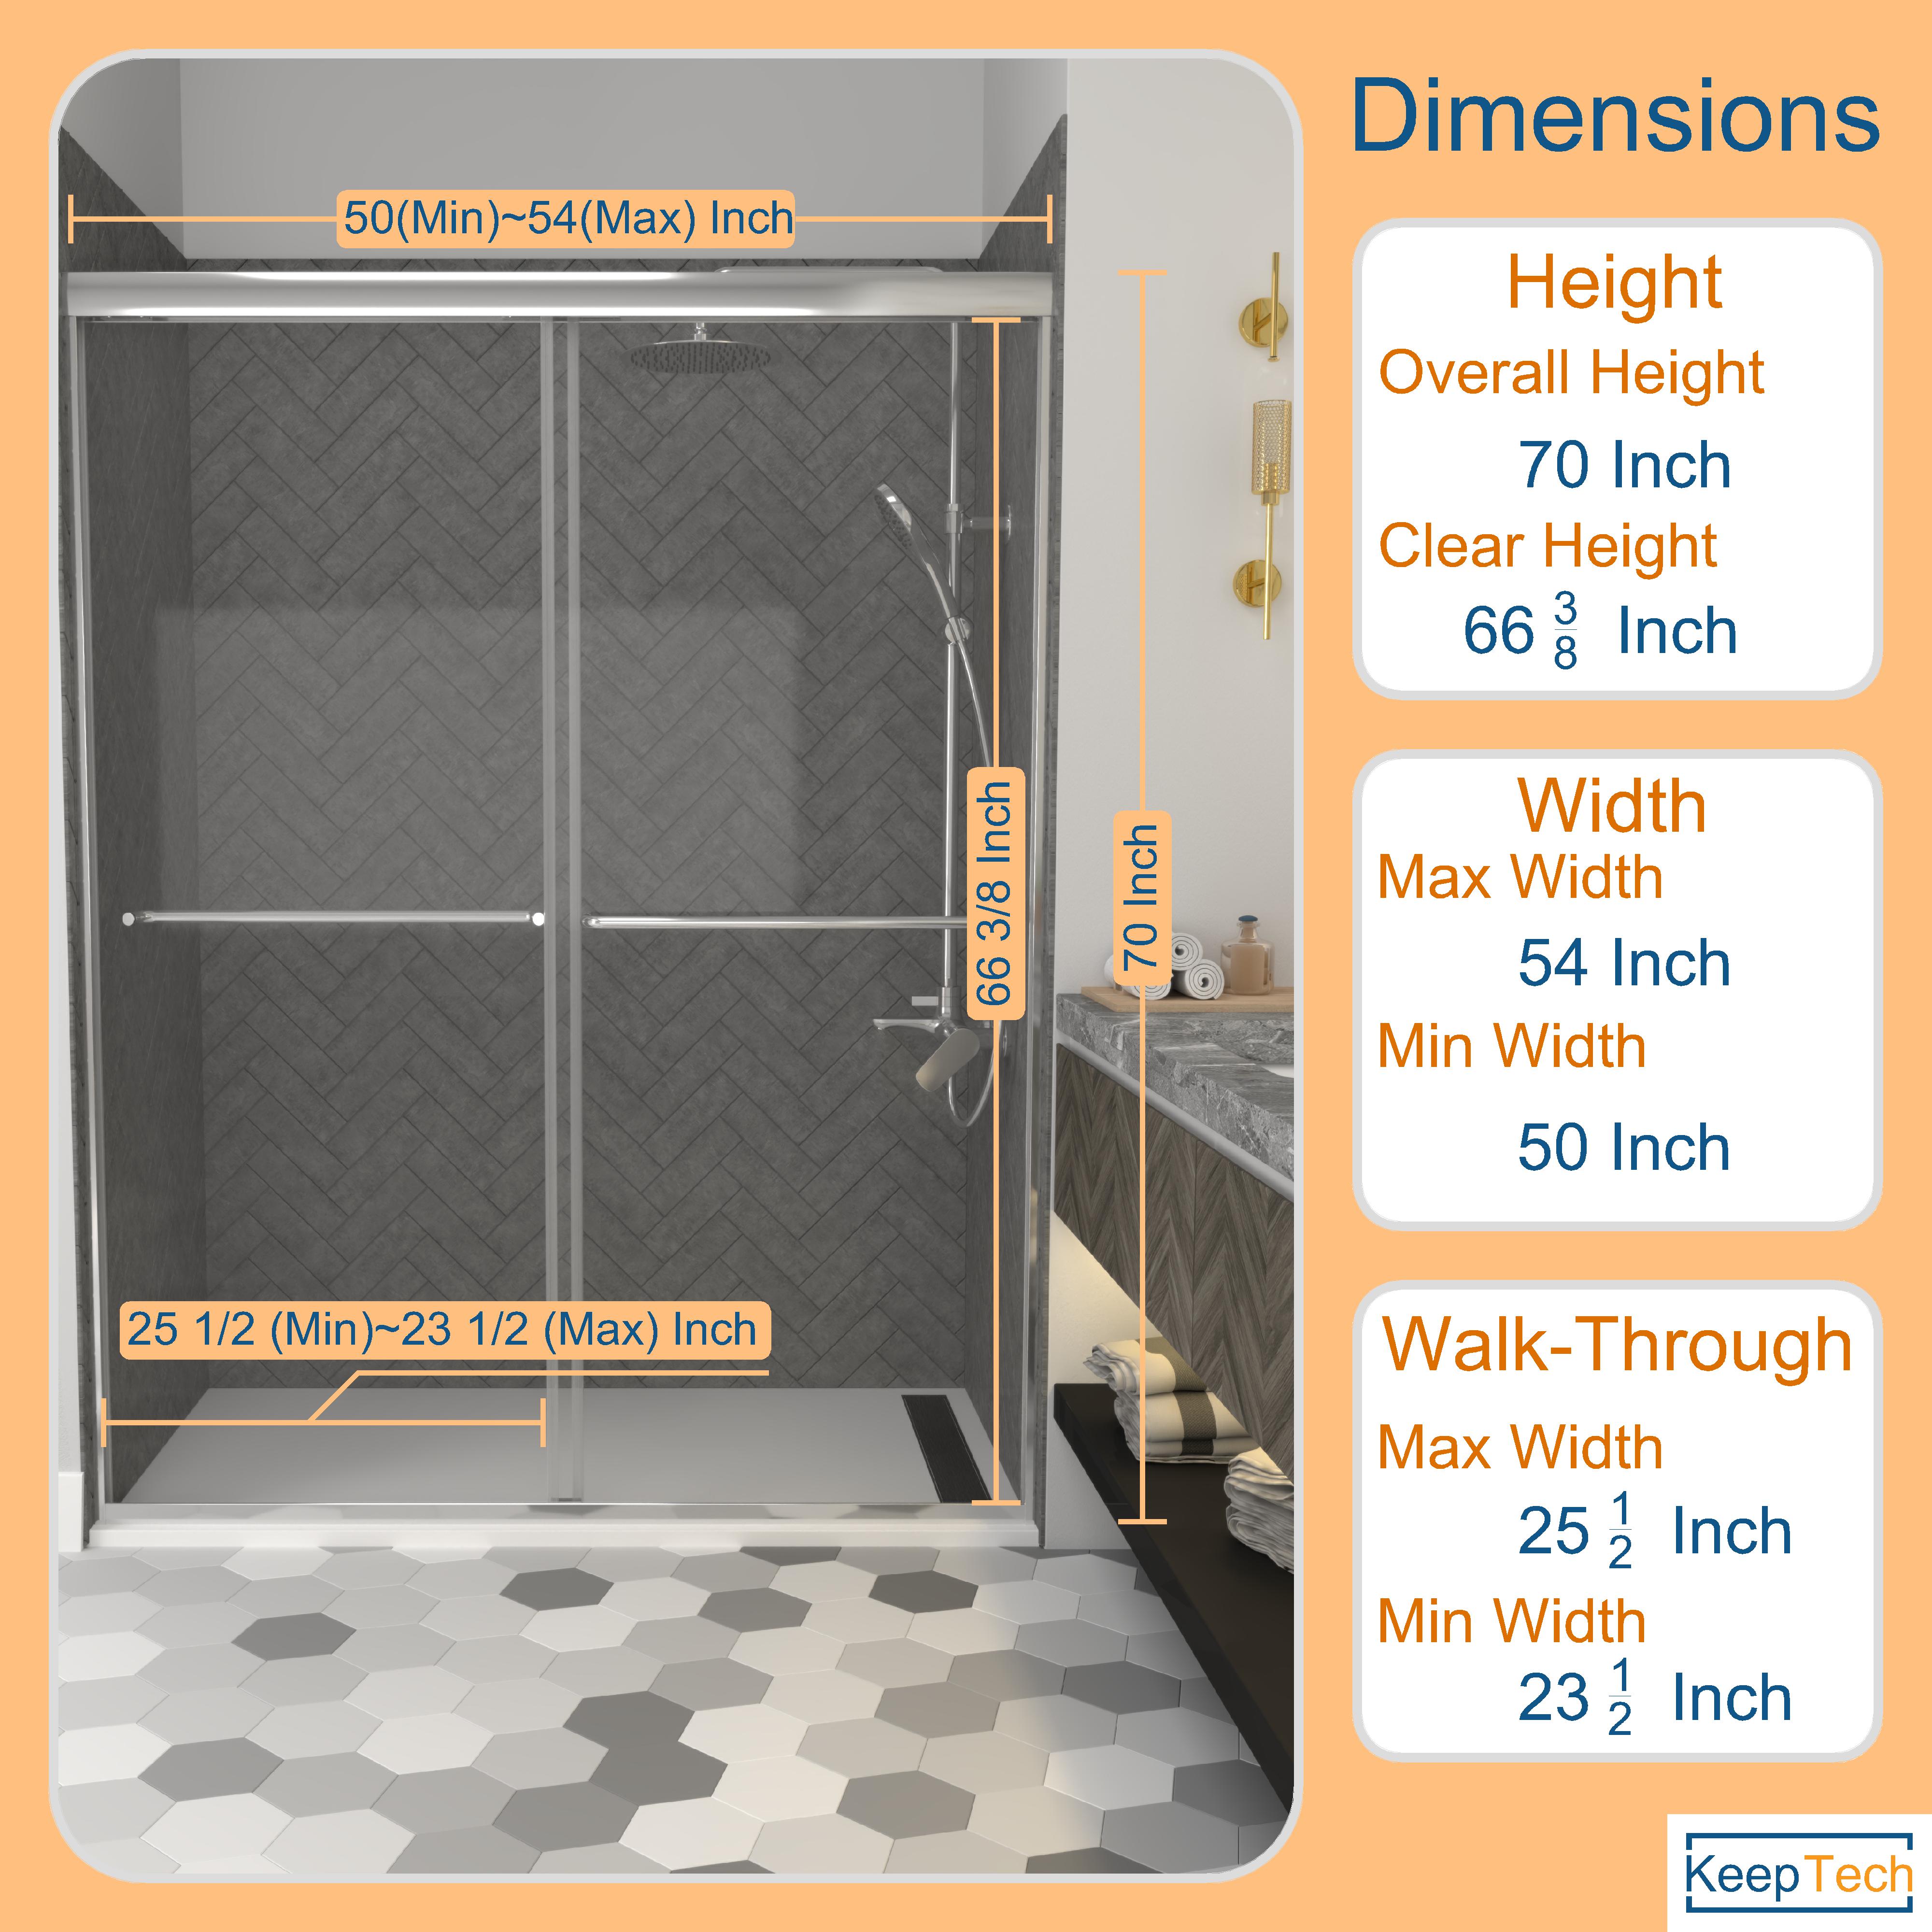 Dimensions
50(Min)~54(Max) Inch
66 3/8 Inch
70 Inch
25 1/2 (Min)~23 1/2 (Max) Inch
Height
Overall Height
70 Inch
Clear Height
66 3/8 Inch
Width
Max Width
54 Inch
Min Width
50 Inch
Walk-Through
Max Width
25 1/2 Inch
Min Width
23 1/2 Inch
KeepTech